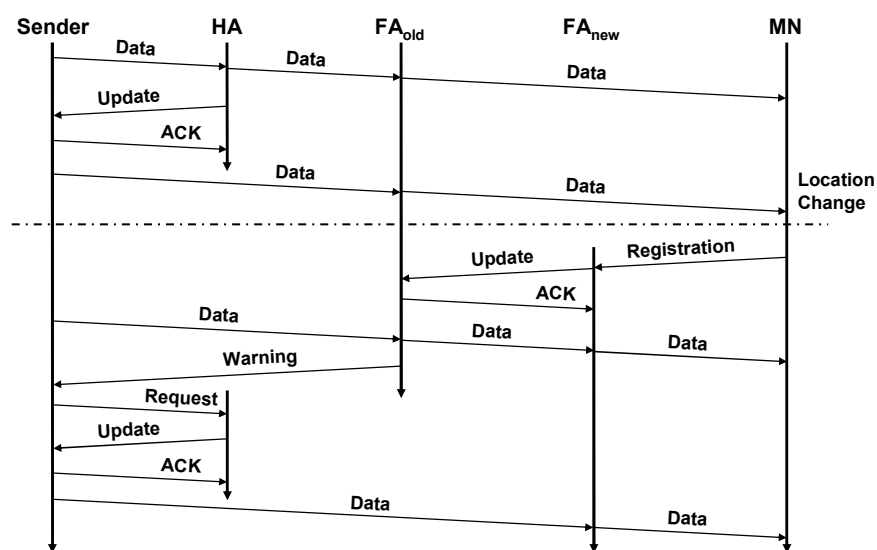 Sender HA FAold FAnew MN
Data Data Data
Update
ACK
Data Data Location
Change
Registration
Update
ACK
Data Data Data
Warning
Request
Update
ACK
Data Data